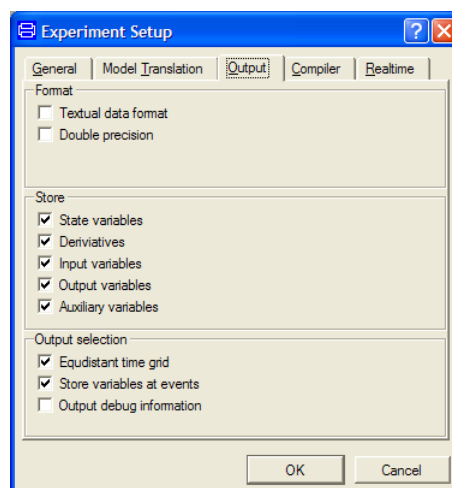 Experiment Setup
General Model Translation Output Compiler Realtime
Format
Textual data format
Double precision
Store
State variables
Deriviatives
Input variables
Output variables
Auxiliary variables
Output selection
Equdistant time grid
Store variables at events
Output debug information
OK Cancel